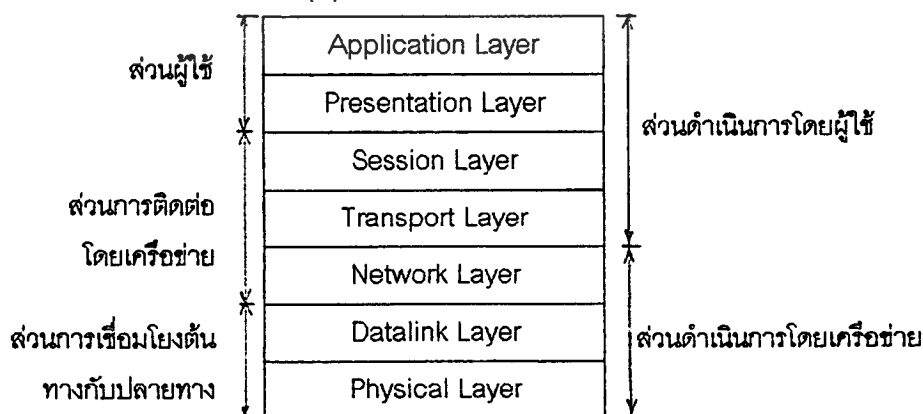 Application Layer
ส่วนผู้ใช้
Presentation Layer
ส่วนดำเนินการโดยผู้ใช้
Session Layer
ส่วนการติดต่อ
Transport Layer
โดยเครือข่าย
Network Layer
ส่วนการเชื่อมโยงต้น
Datalink Layer
ส่วนดำเนินการโดยเครือข่าย
ทางกับปลายทาง
Physical Layer